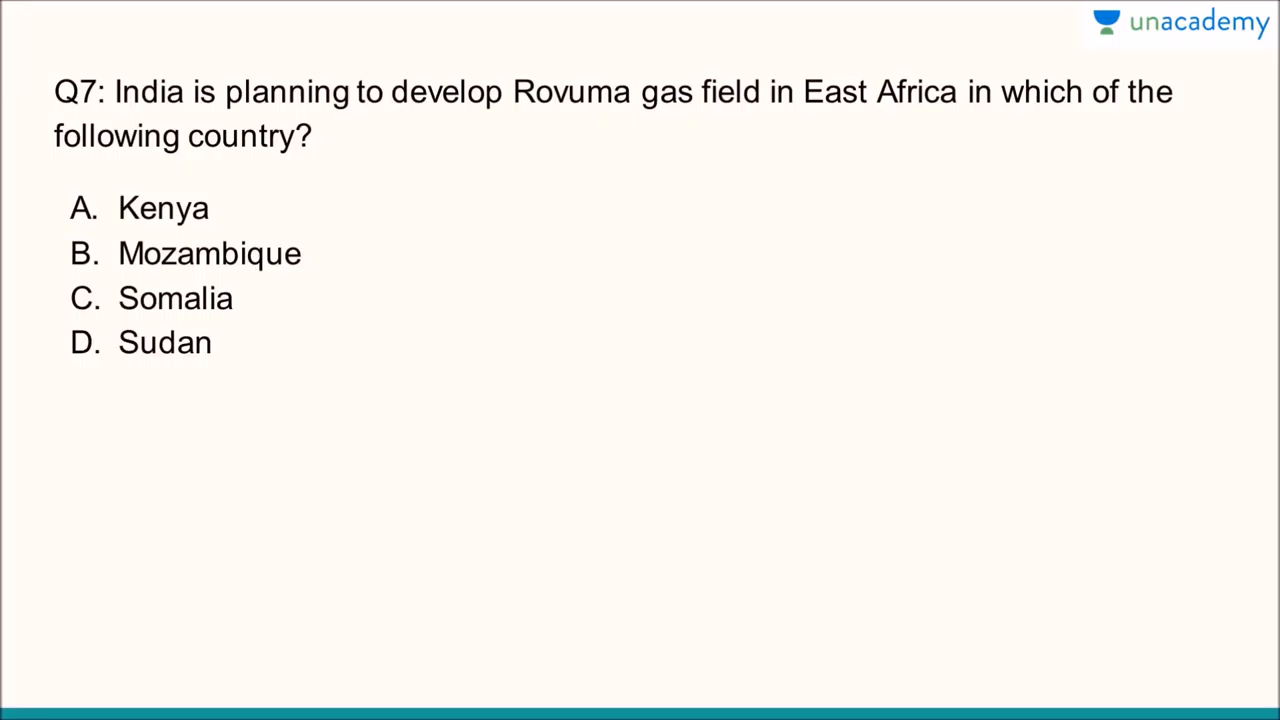 unacademy
Q7: India is planning to develop Rovuma gas field in East Africa in which of the
following country?
A. Kenya
B. Mozambique
C. Somalia
D. Sudan